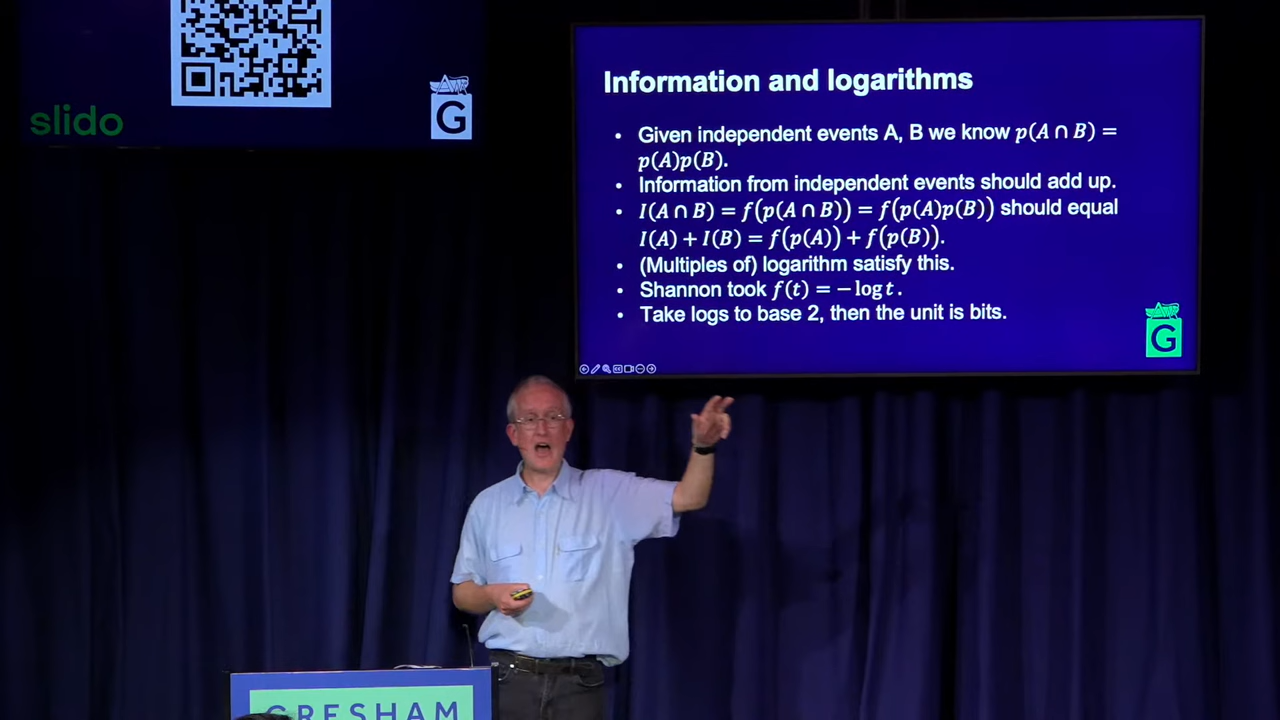 slido
G
Information and logarithms
• Given independent events A, B we know p(A ∩ B) =
p(A)p(B).
• Information from independent events should add up.
• I(A ∩ B) = f(p(A ∩ B)) = f(p(A)p(B)) should equal
I(A) + I(B) = f(p(A)) + f(p(B)).
• (Multiples of) logarithm satisfy this.
• Shannon took f(t) = − log t .
• Take logs to base 2, then the unit is bits.
G
GRESHAM